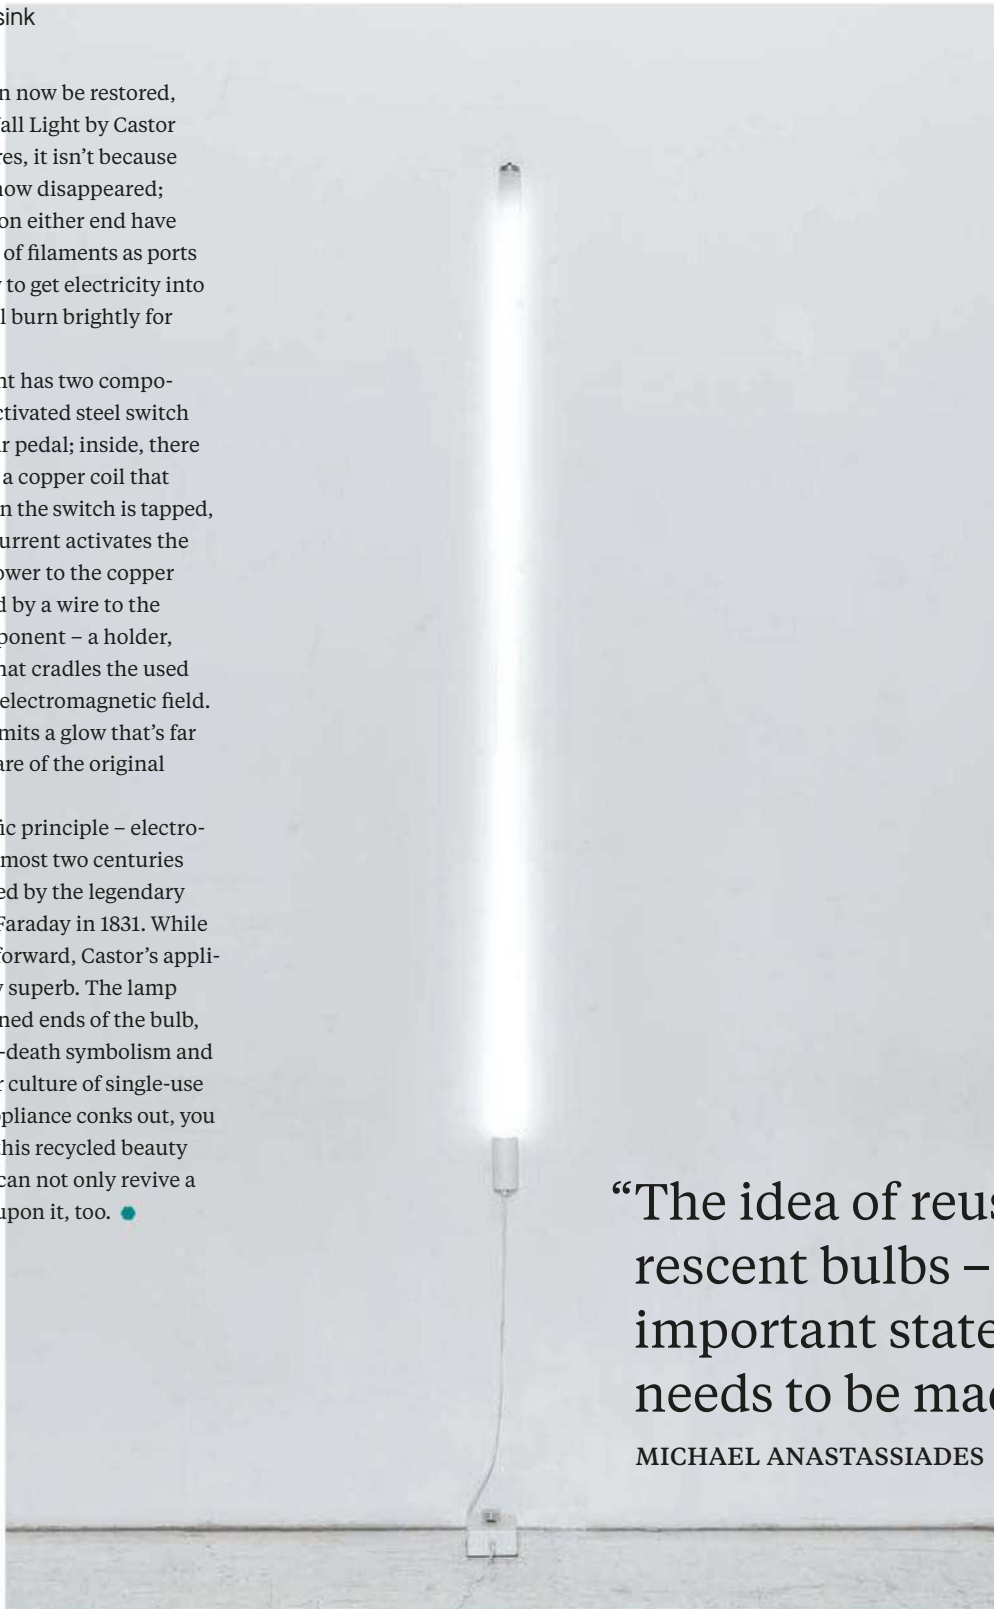 sink
n now be restored,
all Light by Castor
res, it isn’t because
how disappeared;
on either end have
of filaments as ports
to get electricity into
l burn brightly for
nt has two compo-
ctivated steel switch
r pedal; inside, there
a copper coil that
n the switch is tapped,
urrent activates the
ower to the copper
d by a wire to the
ponent – a holder,
hat cradles the used
electromagnetic field.
mits a glow that’s far
are of the original
fic principle – electro-
most two centuries
ed by the legendary
Faraday in 1831. While
forward, Castor’s appli-
y superb. The lamp
ned ends of the bulb,
-death symbolism and
r culture of single-use
ppliance conks out, you
this recycled beauty
can not only revive a
upon it, too.
“The idea of reus
rescent bulbs –
important state
needs to be mad
MICHAEL ANASTASSIADES